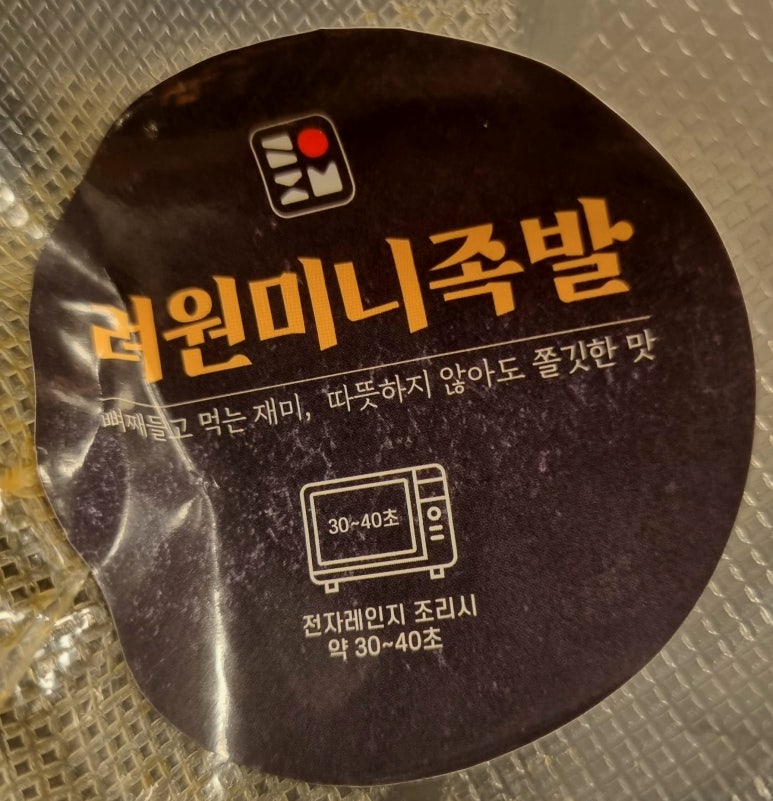 려원미니족발
뼈째들고 먹는 재미, 따뜻하지 않아도 쫄깃한 맛
30~40초
전자레인지 조리시
약 30~40초